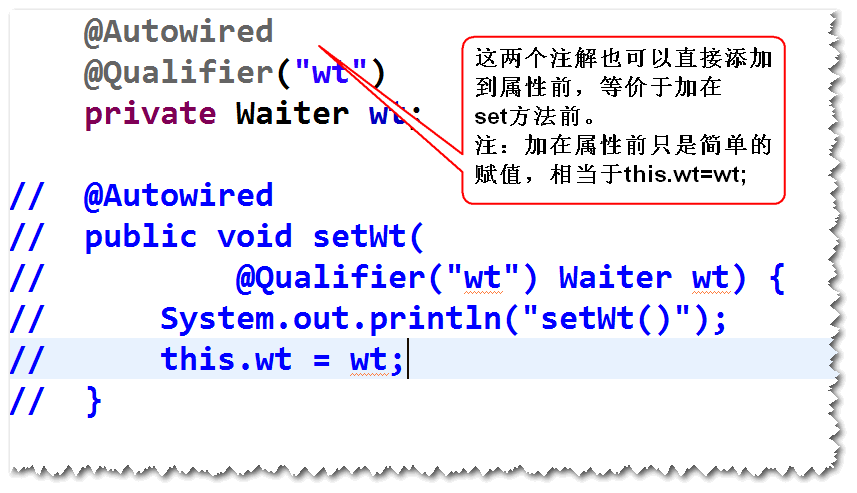 @Autowired
@Qualifier("wt")
private Waiter wt;
这两个注解也可以直接添加
到属性前，等价于加在
set方法前。
注：加在属性前只是简单的
赋值，相当于this.wt=wt;
// @Autowired
// public void setWt(
// @Qualifier("wt") Waiter wt) {
// System.out.println("setWt()");
// this.wt = wt;
// }